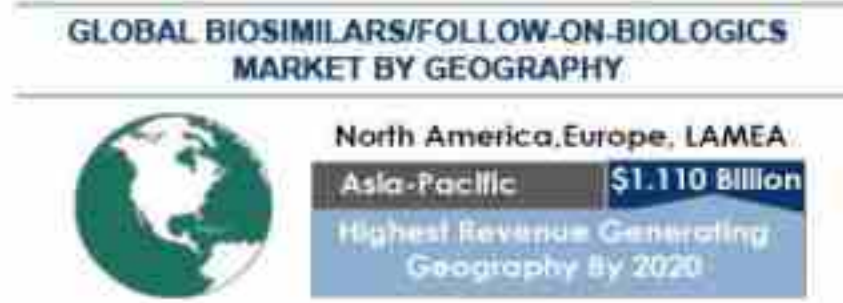 GLOBAL BIOSIMILARS/FOLLOW-ON-BIOLOGICS
MARKET BY GEOGRAPHY
North America,Europe, LAMEA
Asia-Pacific $1.110 Billion
Highest Revenue Generating
Geography By 2020